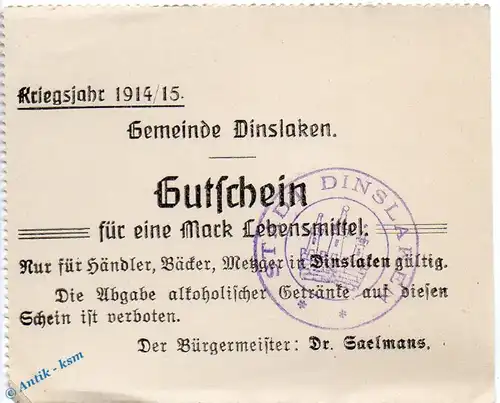 Kriegsjahr 1914/15.
Gemeinde Dinslaken.
Gutschein
für eine Mark Lebensmittel.
Nur für Händler, Bäcker, Metzger in Dinslaken gültig.
Die Abgabe alkoholischer Getränke auf diesen
Schein ist verboten.
Der Bürgermeister: Dr. Saelmans.
STADT DINSLAKEN
© Antik - ksm